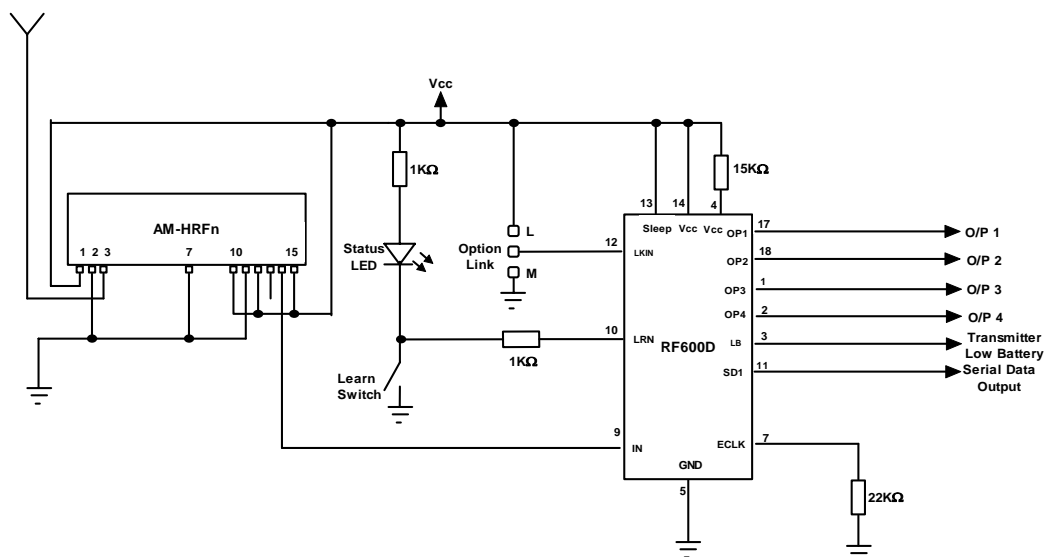 Vcc
1KΩ
15KΩ
AM-HRFn
1 2 3 7 10 15
13 14 4
Sleep Vcc Vcc
Status
LED
Option
Link
L
M
12
LKIN
10
LRN
1KΩ
Learn
Switch
9
IN
RF600D
GND
5
OP1
17
O/P 1
OP2
18
O/P 2
OP3
1
O/P 3
OP4
2
O/P 4
LB
3
Transmitter
Low Battery
SD1
11
Serial Data
Output
ECLK
7
22KΩ